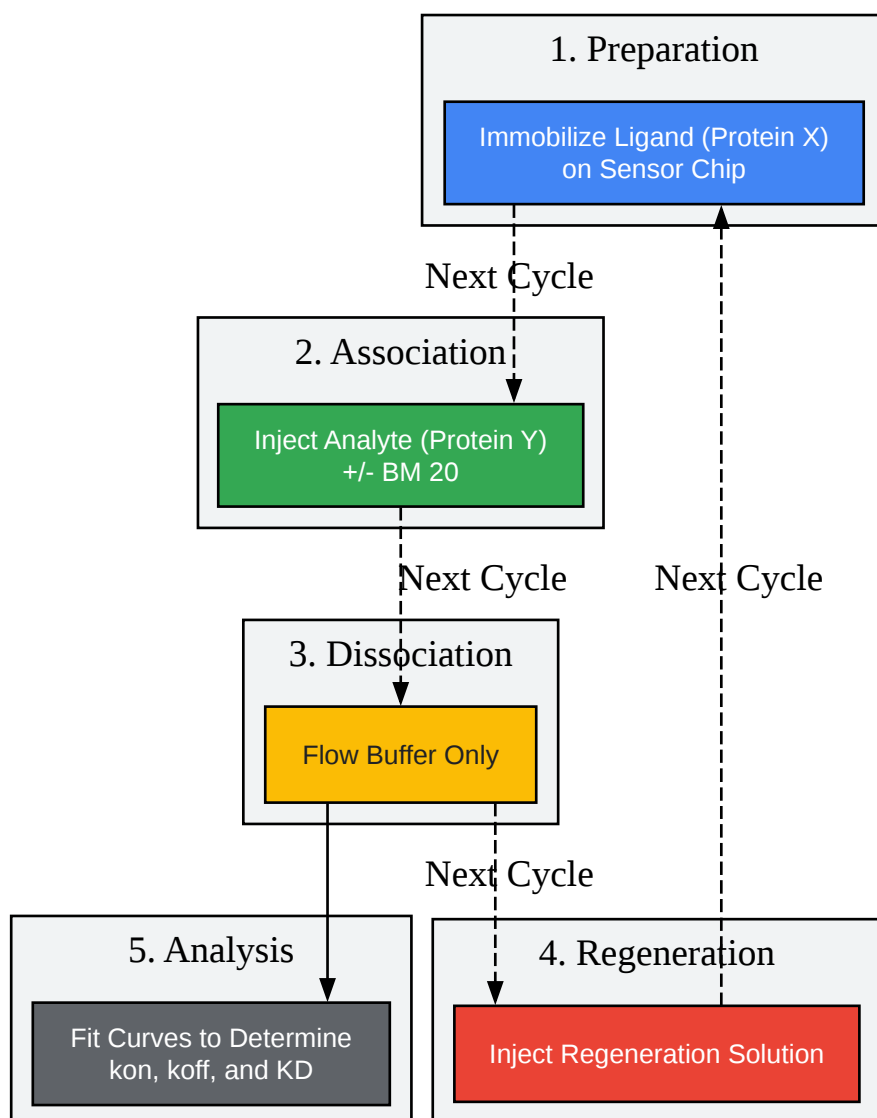 1. Preparation
Immobilize Ligand (Protein X)
on Sensor Chip
Next Cycle
2. Association
Inject Analyte (Protein Y)
+/- BM 20
Next Cycle
Next Cycle
3. Dissociation
Flow Buffer Only
Next Cycle
5. Analysis
Fit Curves to Determine
kon, koff, and KD
4. Regeneration
Inject Regeneration Solution